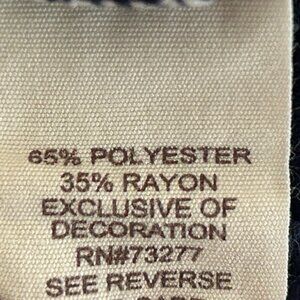 65% POLYESTER
35% RAYON
EXCLUSIVE OF
DECORATION
RN#73277
SEE REVERSE